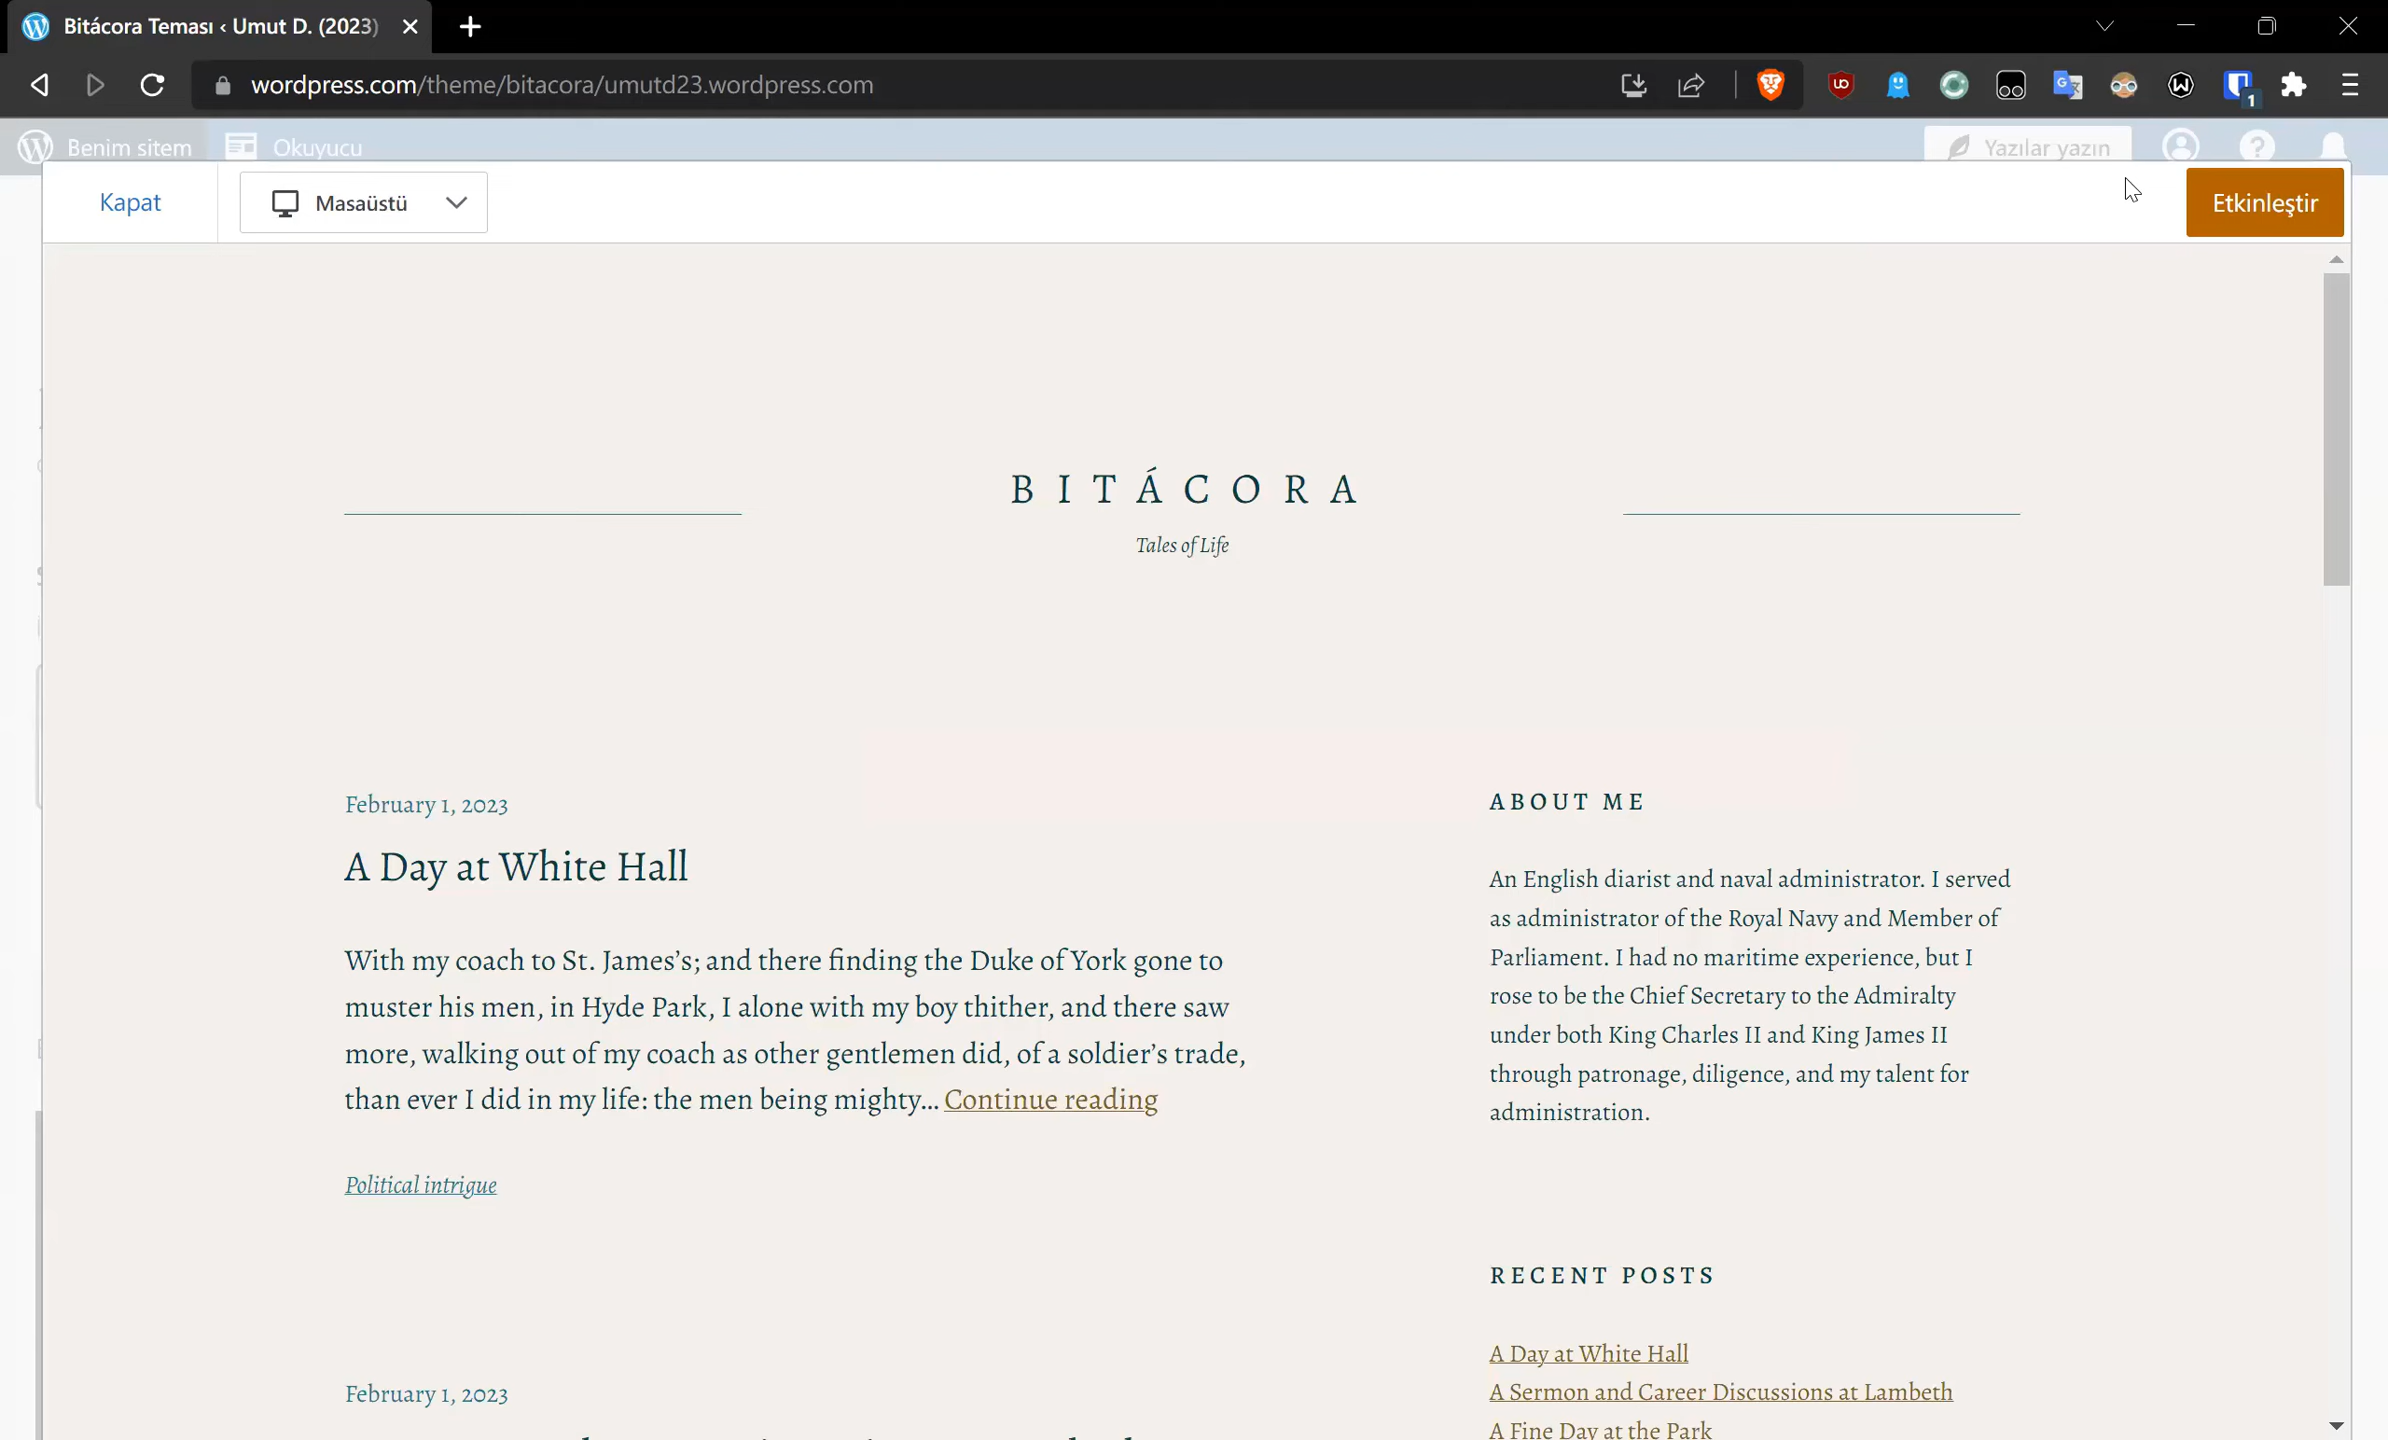 Bitácora Teması ‹ Umut D. (2023)
wordpress.com/theme/bitacora/umutd23.wordpress.com
1
Benim sitem
Okuyucu
Yazılar yazın
Kapat
Masaüstü
Etkinleştir
BITÁCORA
Tales of Life
February 1, 2023
A Day at White Hall
With my coach to St. James’s; and there finding the Duke of York gone to
muster his men, in Hyde Park, I alone with my boy thither, and there saw
more, walking out of my coach as other gentlemen did, of a soldier’s trade,
than ever I did in my life: the men being mighty… Continue reading
Political intrigue
February 1, 2023
ABOUT ME
An English diarist and naval administrator. I served
as administrator of the Royal Navy and Member of
Parliament. I had no maritime experience, but I
rose to be the Chief Secretary to the Admiralty
under both King Charles II and King James II
through patronage, diligence, and my talent for
administration.
RECENT POSTS
A Day at White Hall
A Sermon and Career Discussions at Lambeth
A Fine Day at the Park